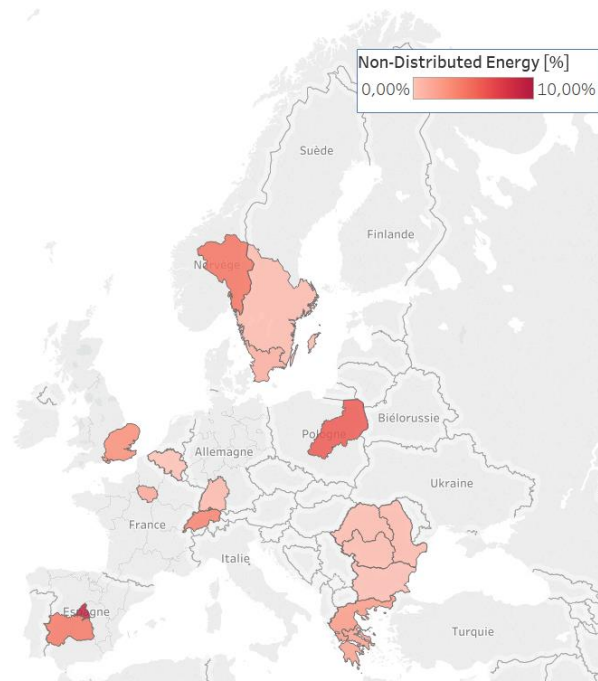 Non-Distributed Energy [%]
0,00% 10,00%
Suède
Finlande
Norvège
Biélorussie
Pologne
Allemagne
Ukraine
France
Italie
Espagne
Turquie